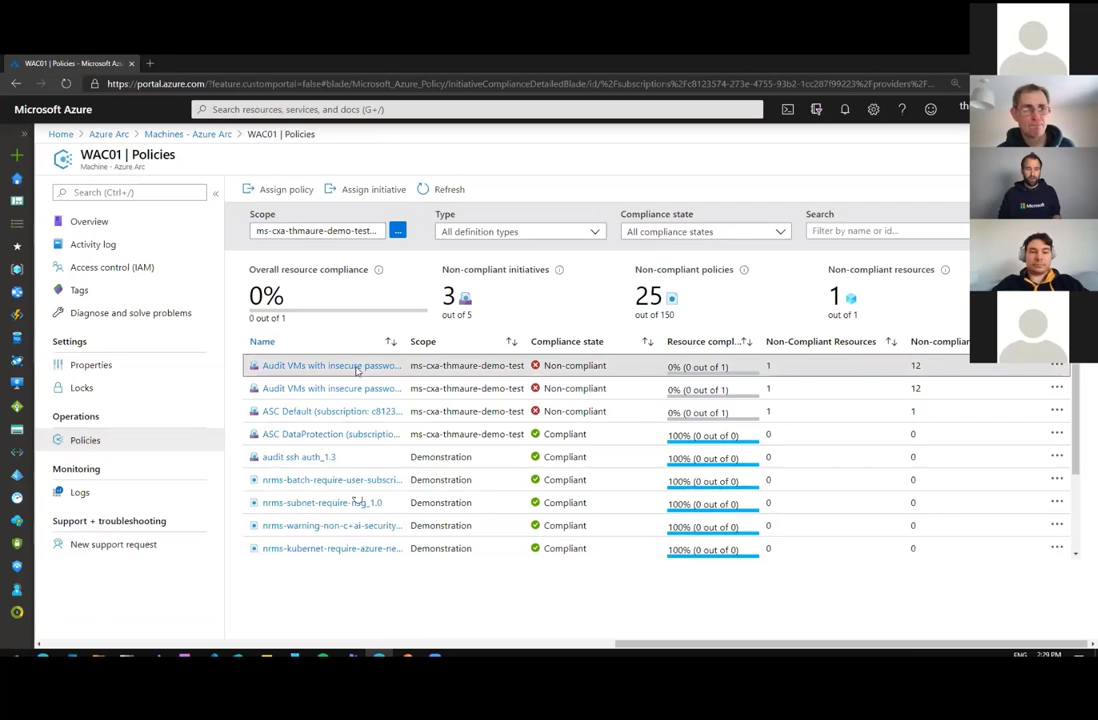 WAC01 | Policies - Microsoft Az
https://portal.azure.com/?feature.customportal=false#blade/Microsoft_Azure_Policy/InitiativeComplianceDetailedBlade/id/%2Fsubscriptions%2Fc8123574-273e-4755-93b2-1cc287f99223%2Fproviders%2F...
Microsoft Azure
Search resources, services, and docs (G+/)
th
Home > Azure Arc > Machines - Azure Arc > WAC01 | Policies
WAC01 | Policies
Machine - Azure Arc
Search (Ctrl+/)
Overview
Activity log
Access control (IAM)
Tags
Diagnose and solve problems
Settings
Properties
Locks
Operations
Policies
Monitoring
Logs
Support + troubleshooting
New support request
Assign policy Assign initiative Refresh
Scope Type Compliance state Search
ms-cxa-thmaure-demo-test... ... All definition types All compliance states Filter by name or id...
Overall resource compliance Non-compliant initiatives Non-compliant policies Non-compliant resources
0% 3 25 1
0 out of 1 out of 5 out of 150 out of 1
Name Scope Compliance state Resource compl... Non-Compliant Resources Non-compliant
Audit VMs with insecure passwo... ms-cxa-thmaure-demo-test Non-compliant 0% (0 out of 1) 1 12
Audit VMs with insecure passwo... ms-cxa-thmaure-demo-test Non-compliant 0% (0 out of 1) 1 12
ASC Default (subscription: c8123... ms-cxa-thmaure-demo-test Non-compliant 0% (0 out of 1) 1 1
ASC DataProtection (subscriptio... ms-cxa-thmaure-demo-test Compliant 100% (0 out of 0) 0 0
audit ssh auth_1.3 Demonstration Compliant 100% (0 out of 0) 0 0
nrms-batch-require-user-subscri... Demonstration Compliant 100% (0 out of 0) 0 0
nrms-subnet-require-nsg_1.0 Demonstration Compliant 100% (0 out of 0) 0 0
nrms-warning-non-c+ai-security... Demonstration Compliant 100% (0 out of 0) 0 0
nrms-kubernet-require-azure-ne... Demonstration Compliant 100% (0 out of 0) 0 0
ENG 2:29 PM
Microsoft